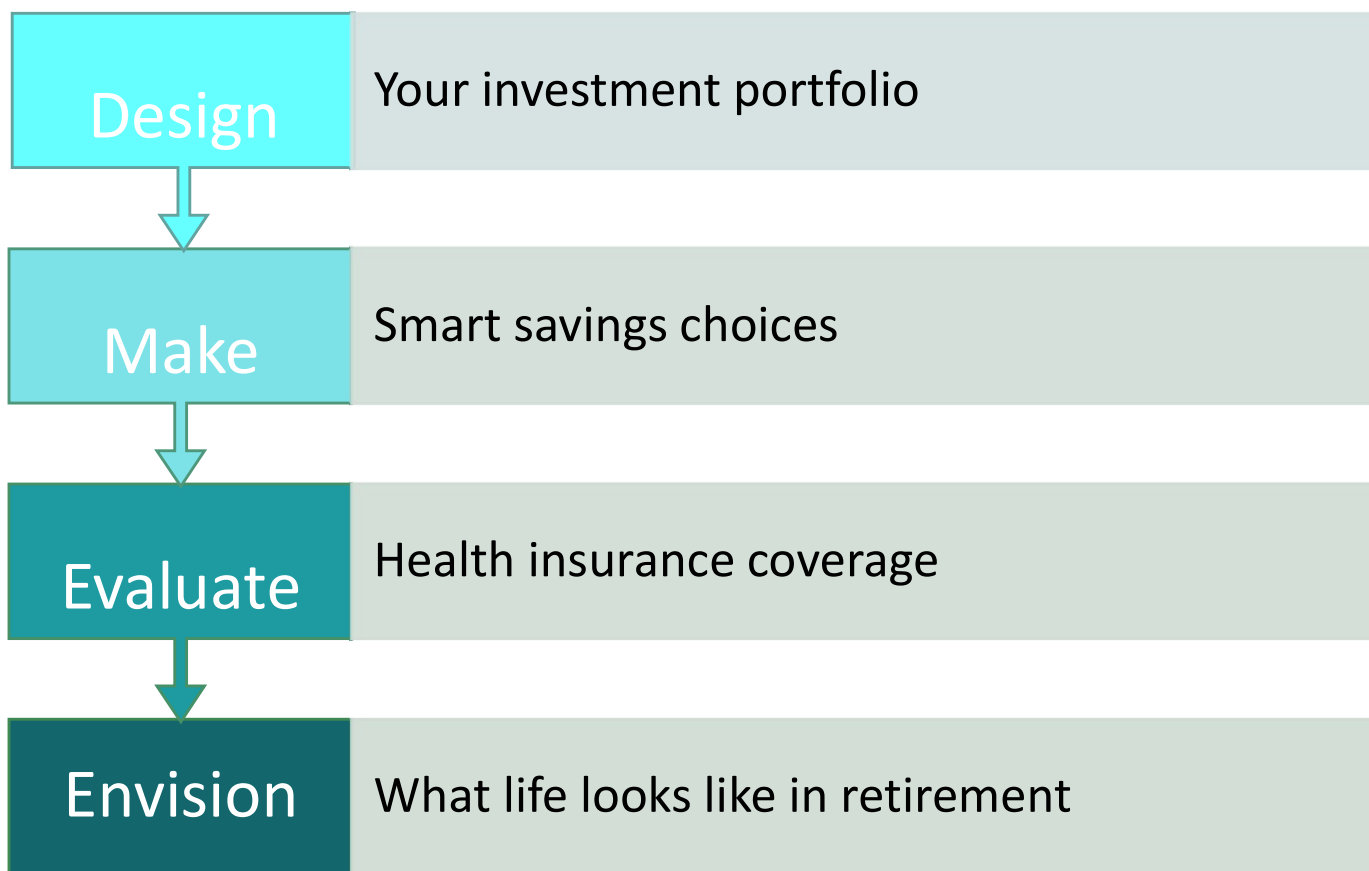 Design
Your investment portfolio
Make
Smart savings choices
Evaluate
Health insurance coverage
Envision
What life looks like in retirement